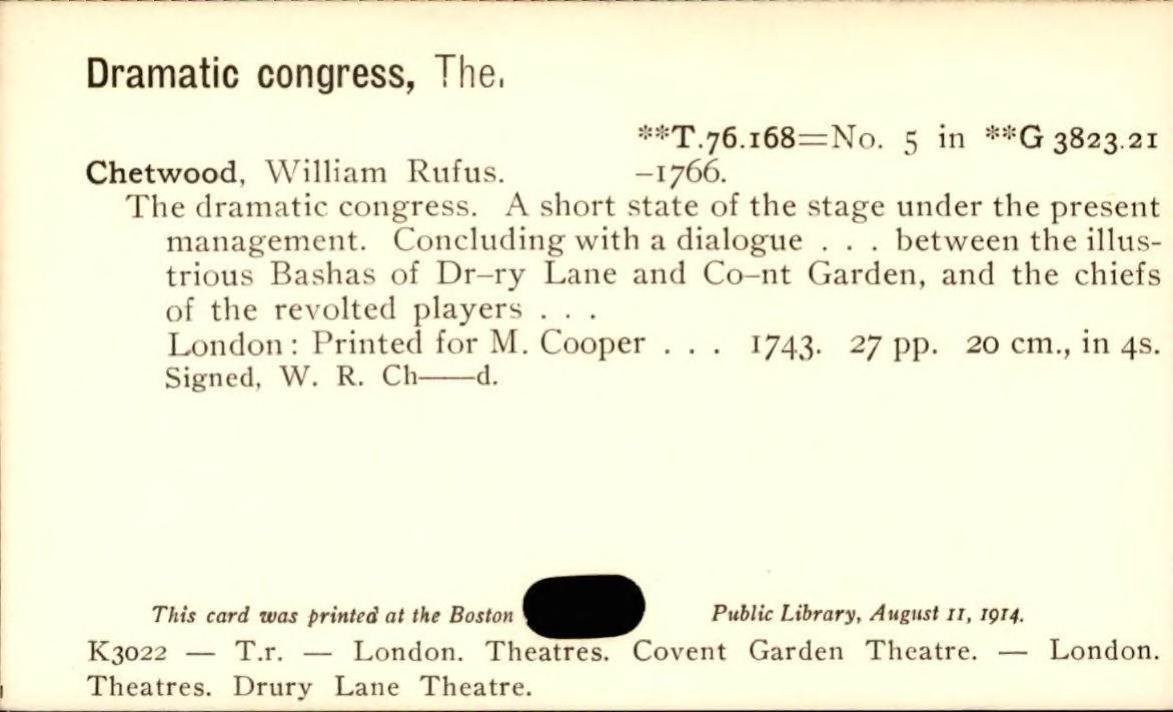 Dramatic congress, The.
**T.76.168=No. 5 in **G 3823.21
Chetwood, William Rufus. -1766.
The dramatic congress. A short state of the stage under the present
management. Concluding with a dialogue . . . between the illus-
trious Bashas of Dr–ry Lane and Co–nt Garden, and the chiefs
of the revolted players . . .
London: Printed for M. Cooper . . . 1743. 27 pp. 20 cm., in 4s.
Signed, W. R. Ch——d.
This card was printed at the Boston Public Library, August 11, 1914.
K3022 — T.r. — London. Theatres. Covent Garden Theatre. — London.
Theatres. Drury Lane Theatre.